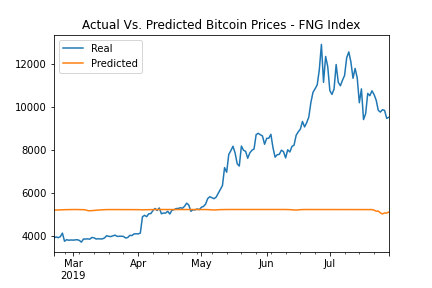 Actual Vs. Predicted Bitcoin Prices - FNG Index
Real
Predicted
12000
10000
8000
6000
4000
Mar Apr May Jun Jul
2019